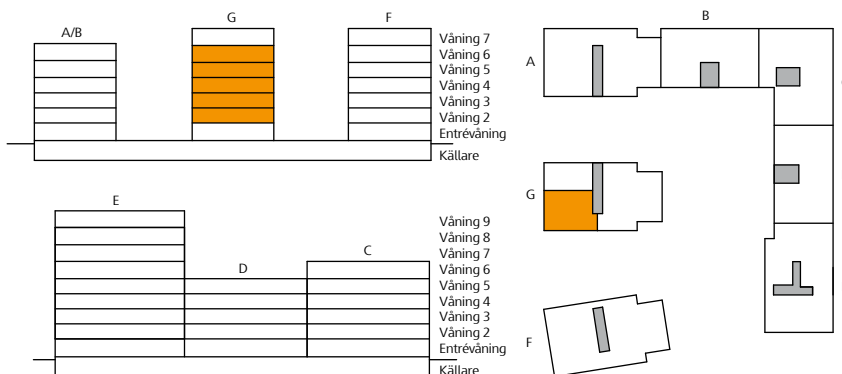 A/B
G
F
Våning 7
Våning 6
Våning 5
Våning 4
Våning 3
Våning 2
Entrévåning
Källare
E
D
C
Våning 9
Våning 8
Våning 7
Våning 6
Våning 5
Våning 4
Våning 3
Våning 2
Entrévåning
Källare
B
A
G
F